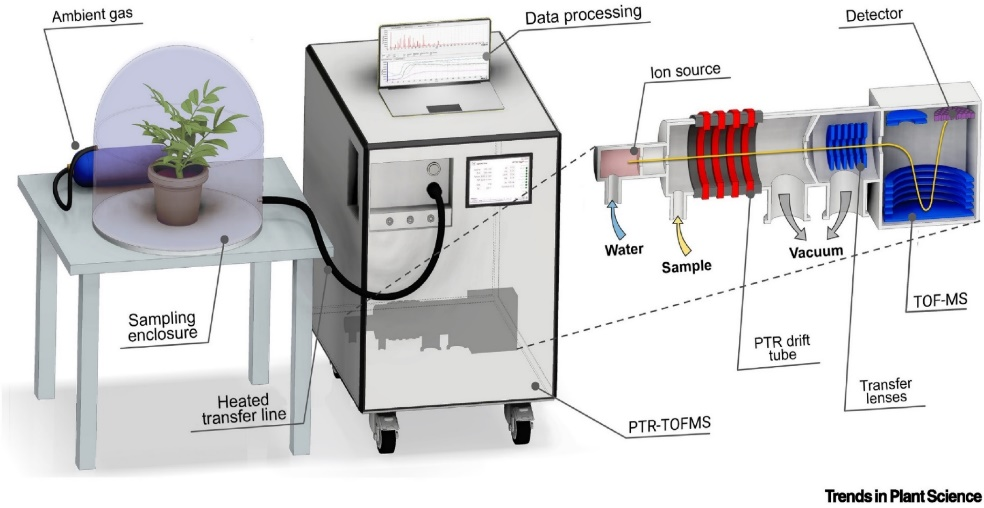 Ambient gas
Data processing
Detector
Ion source
Water
Sample
Vacuum
TOF-MS
Sampling
enclosure
PTR drift
tube
Heated
transfer line
Transfer
lenses
PTR-TOFMS
Trends in Plant Science